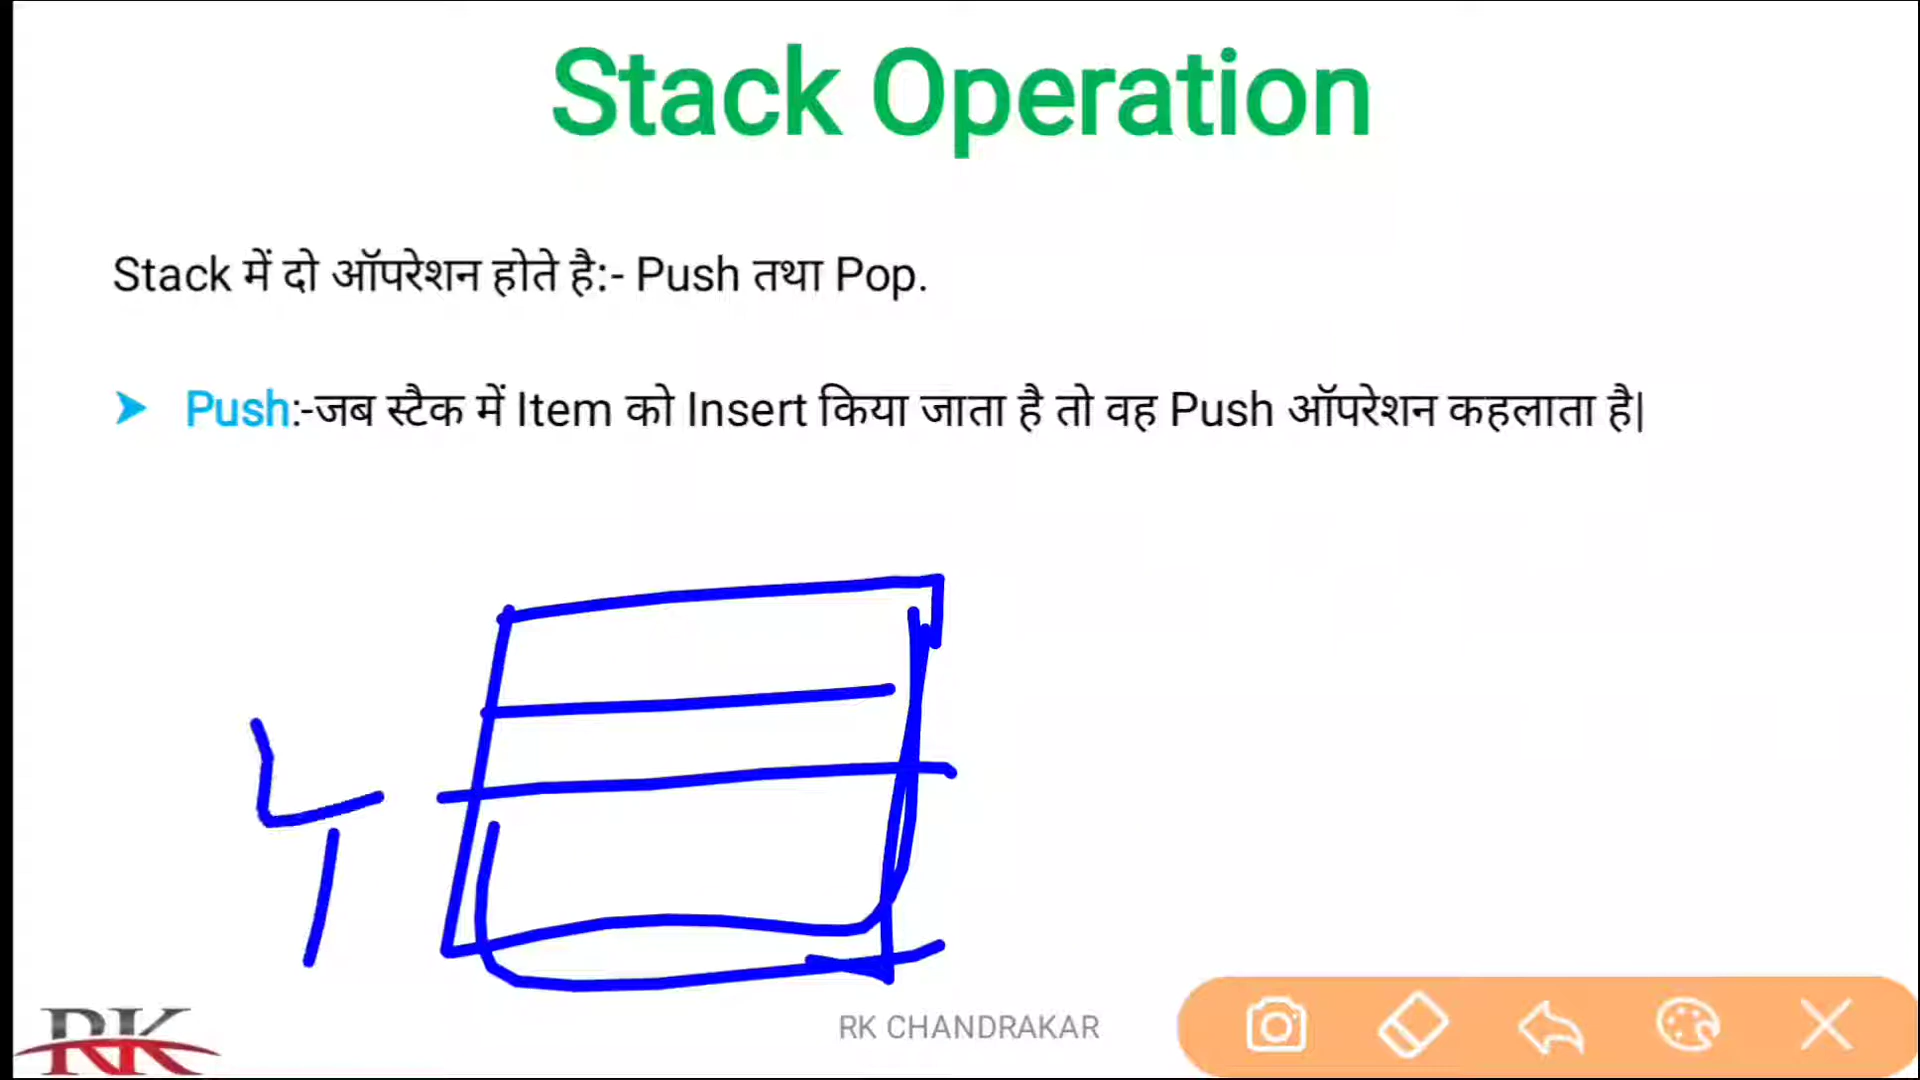 Stack Operation
Stack में दो ऑपरेशन होते है:- Push तथा Pop.
➤ Push:-जब स्टैक में Item को Insert किया जाता है तो वह Push ऑपरेशन कहलाता है|
4
RK
RK CHANDRAKAR